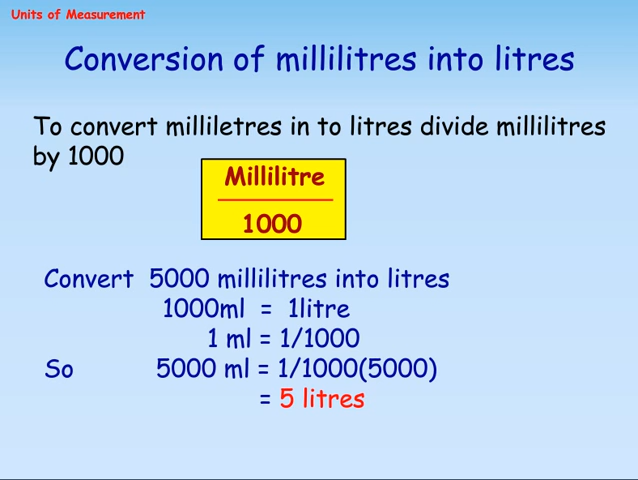 Units of Measurement
Conversion of millilitres into litres
To convert milliletres in to litres divide millilitres
by 1000
Millilitre
1000
Convert 5000 millilitres into litres
1000ml = 1litre
1 ml = 1/1000
So 5000 ml = 1/1000(5000)
= 5 litres